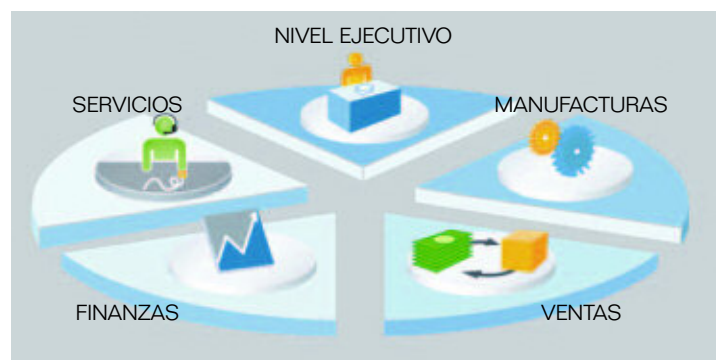 NIVEL EJECUTIVO
SERVICIOS
MANUFACTURAS
FINANZAS
VENTAS